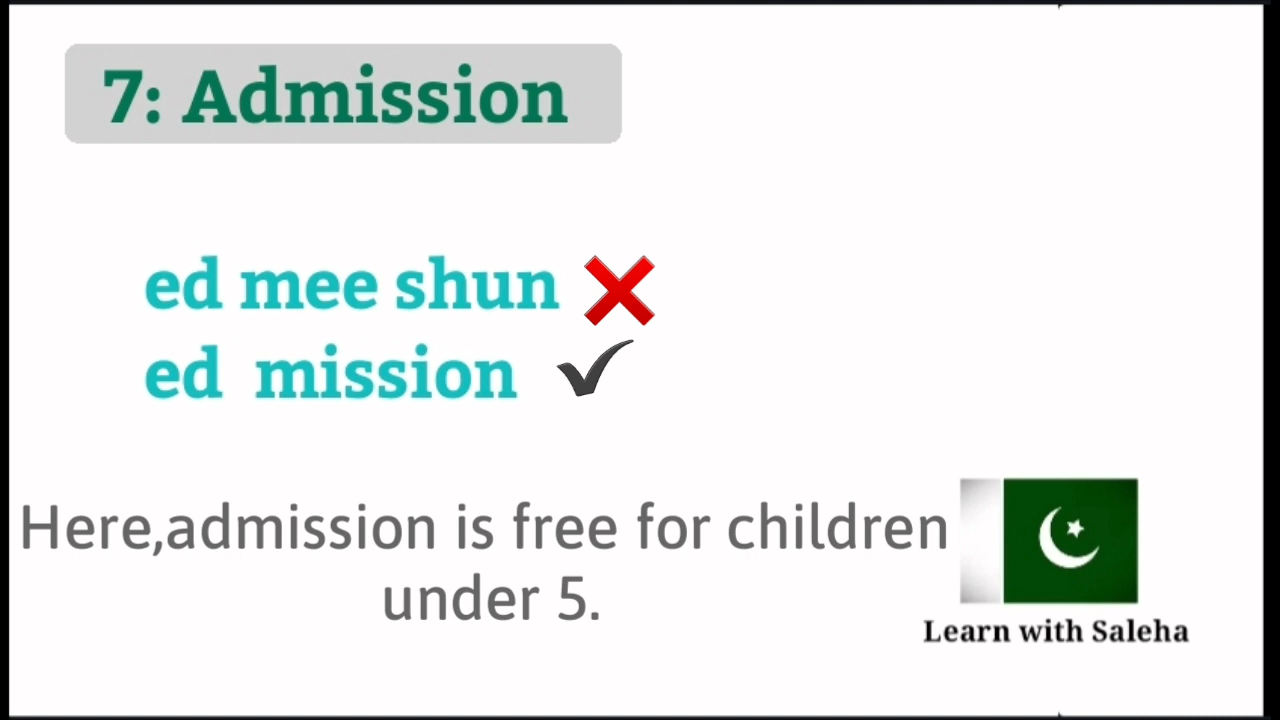 7: Admission
ed mee shun ❌
ed mission ✔
Here,admission is free for children
under 5.
Learn with Saleha